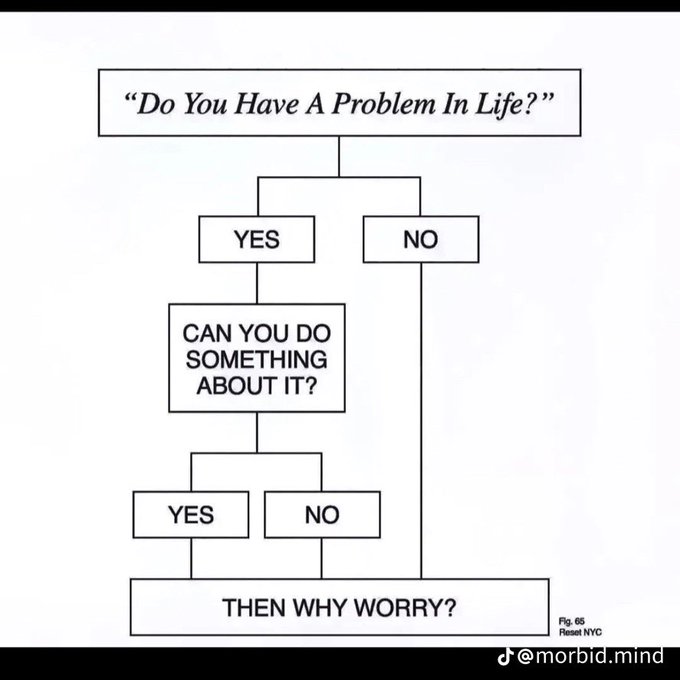 “Do You Have A Problem In Life?”
YES
NO
CAN YOU DO
SOMETHING
ABOUT IT?
YES
NO
THEN WHY WORRY?
Fig. 65
Reset NYC
@morbid.mind